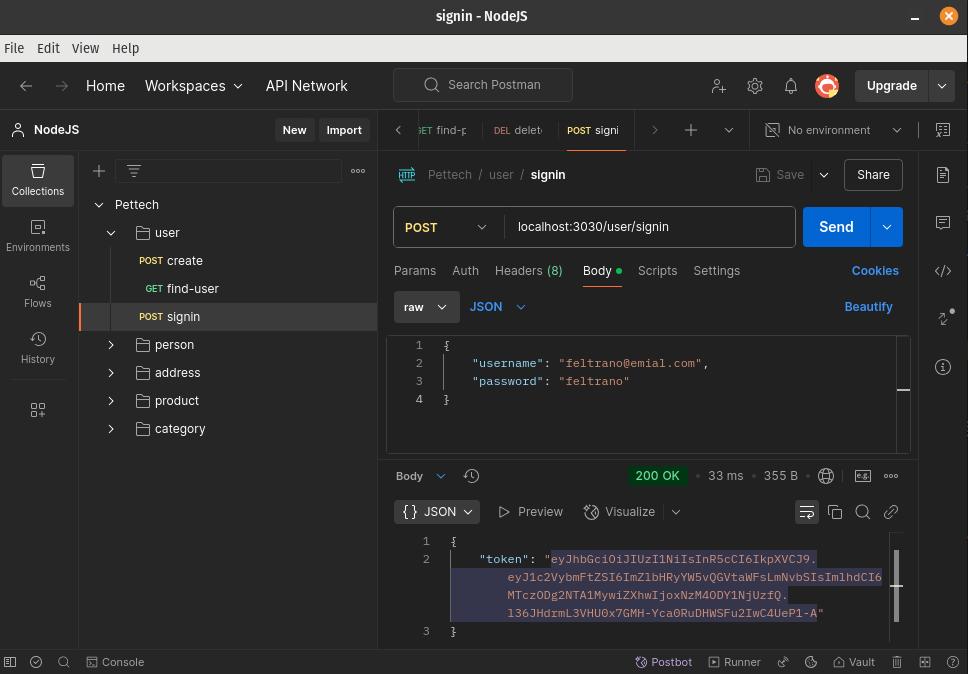 signin - NodeJS
File Edit View Help
Home Workspaces API Network Search Postman Upgrade
NodeJS New Import
GET find-p DEL delet POST signi No environment
Collections
Environments
Flows
History
Pettech
user
POST create
GET find-user
POST signin
person
address
product
category
HTTP Pettech / user / signin Save Share
POST localhost:3030/user/signin Send
Params Auth Headers (8) Body Scripts Settings Cookies
raw JSON Beautify
1 {
2 "username": "feltrano@emial.com",
3 "password": "feltrano"
4 }
Body 200 OK • 33 ms • 355 B e.g.
{} JSON Preview Visualize
1 {
2 "token": "eyJhbGciOiJIUzI1NiIsInR5cCI6IkpXVCJ9.
eyJ1c2VybmFtZSI6ImZlbHRyYW5vQGVtaWFsLmNvbSIsImlhdCI6
MTczODg2NTA1MywiZXhwIjoxNzM4ODY1NjUzfQ.
l36JHdrmL3VHU0x7GMH-Yca0RuDHWSFu2IwC4UeP1-A"
3 }
Console Postbot Runner Vault